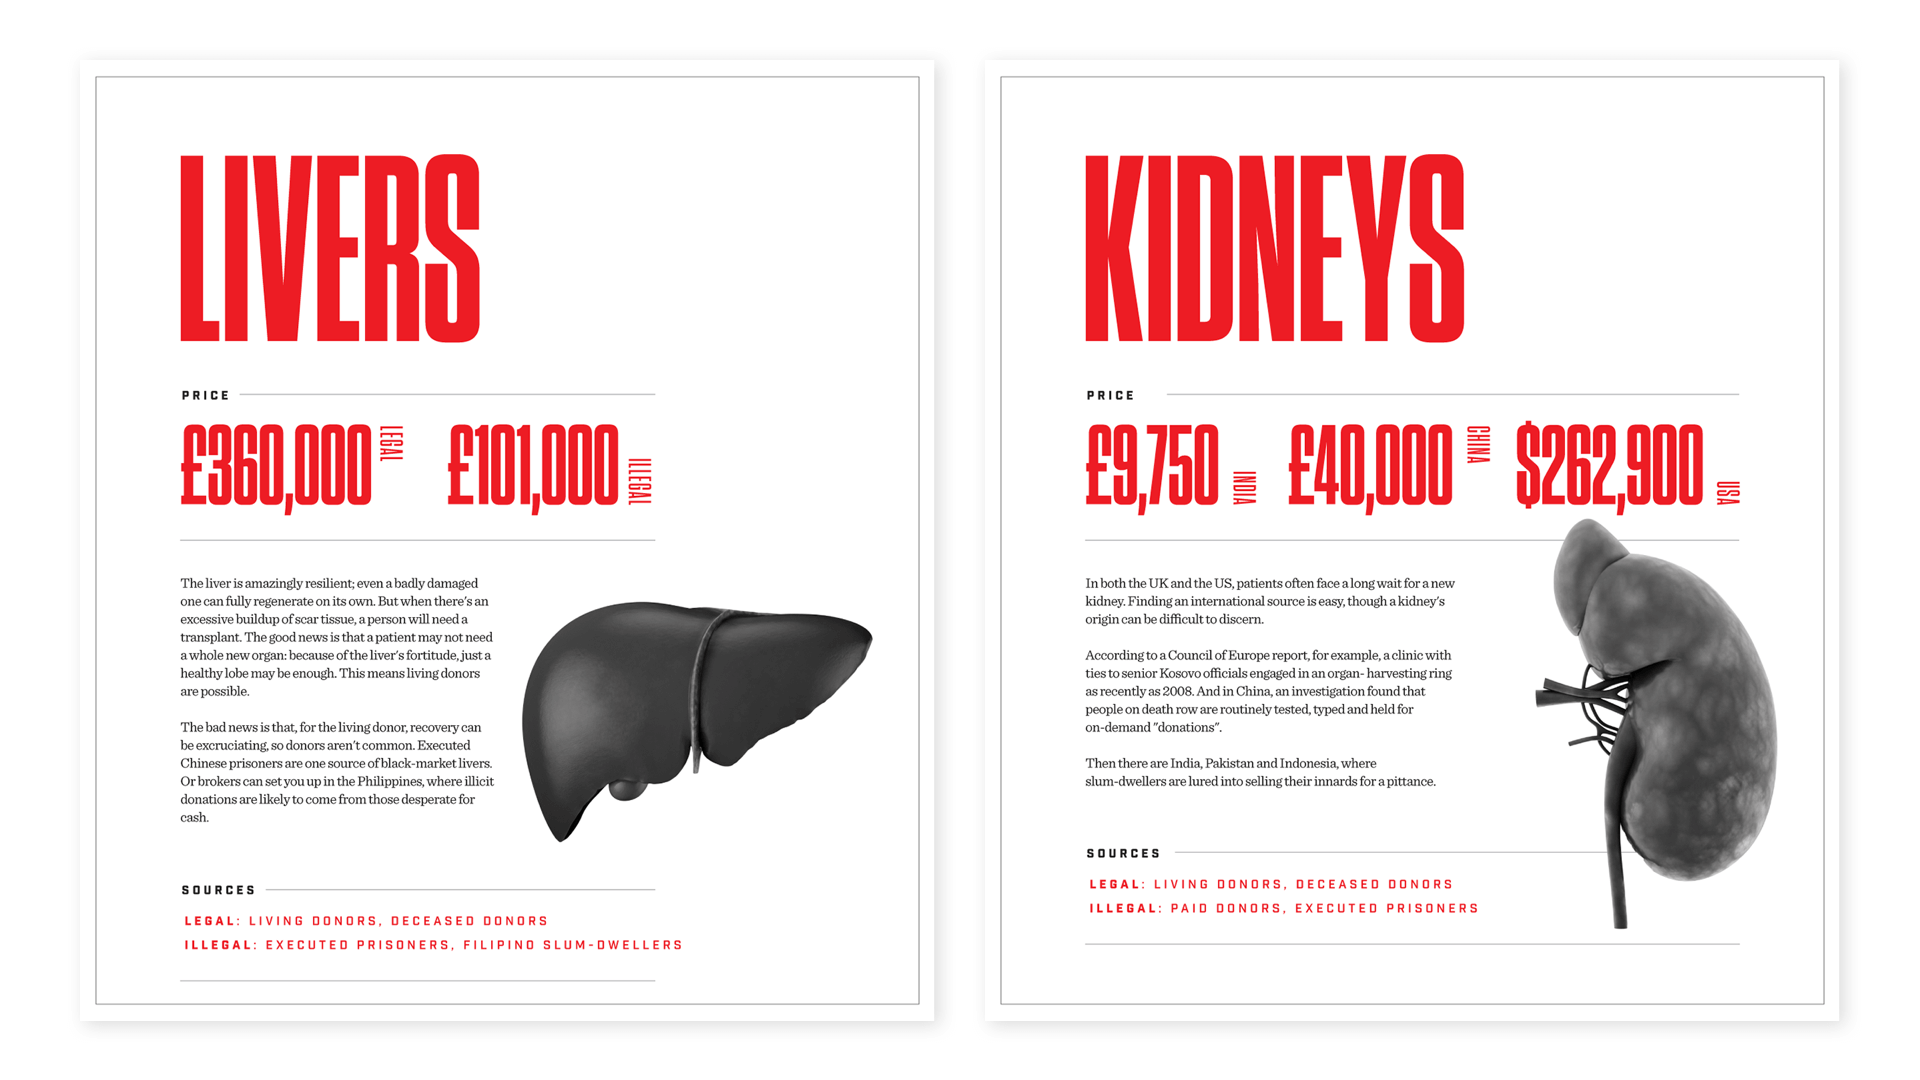 LIVERS
PRICE
£360,000 LEGAL £101,000 ILLEGAL
The liver is amazingly resilient; even a badly damaged
one can fully regenerate on its own. But when there's an
excessive buildup of scar tissue, a person will need a
transplant. The good news is that a patient may not need
a whole new organ: because of the liver's fortitude, just a
healthy lobe may be enough. This means living donors
are possible.
The bad news is that, for the living donor, recovery can
be excruciating, so donors aren't common. Executed
Chinese prisoners are one source of black-market livers.
Or brokers can set you up in the Philippines, where illicit
donations are likely to come from those desperate for
cash.
SOURCES
LEGAL: LIVING DONORS, DECEASED DONORS
ILLEGAL: EXECUTED PRISONERS, FILIPINO SLUM-DWELLERS
KIDNEYS
PRICE
£9,750 INDIA £40,000 CHINA $262,900 USA
In both the UK and the US, patients often face a long wait for a new
kidney. Finding an international source is easy, though a kidney's
origin can be difficult to discern.
According to a Council of Europe report, for example, a clinic with
ties to senior Kosovo officials engaged in an organ- harvesting ring
as recently as 2008. And in China, an investigation found that
people on death row are routinely tested, typed and held for
on-demand "donations".
Then there are India, Pakistan and Indonesia, where
slum-dwellers are lured into selling their innards for a pittance.
SOURCES
LEGAL: LIVING DONORS, DECEASED DONORS
ILLEGAL: PAID DONORS, EXECUTED PRISONERS